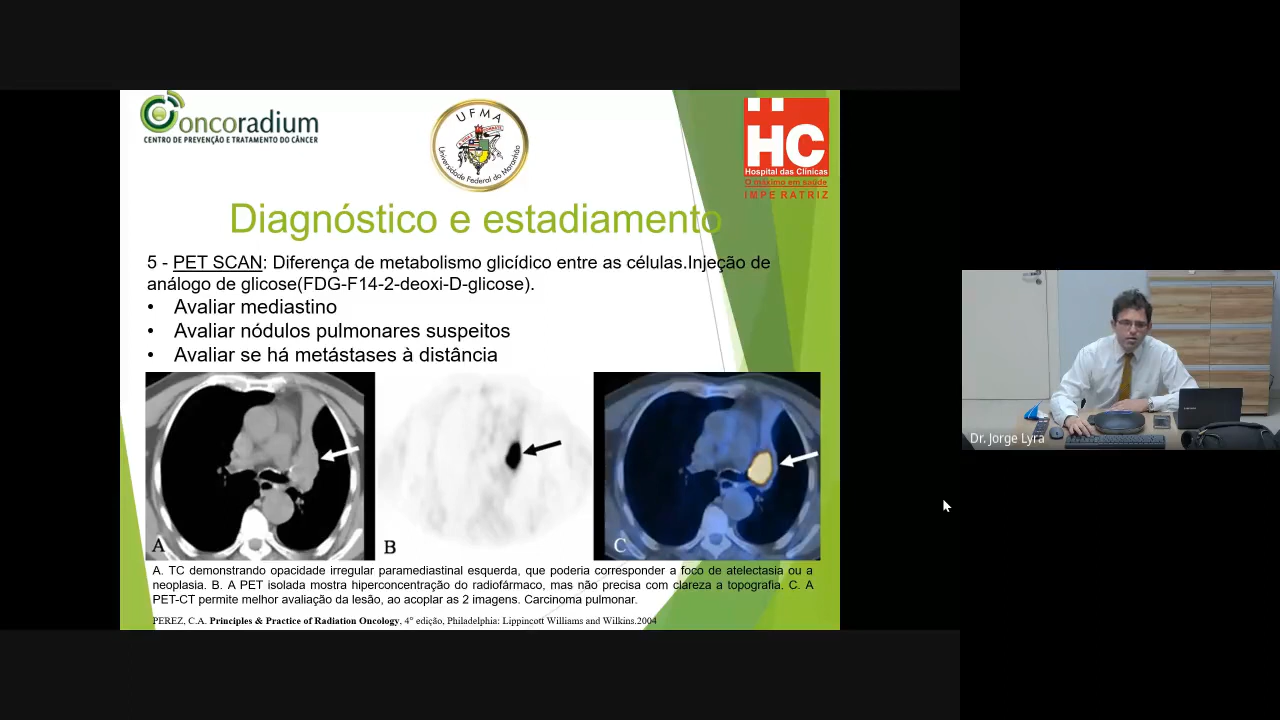 oncoradium
CENTRO DE PREVENÇÃO E TRATAMENTO DO CÂNCER
UFMA
Universidade Federal do Maranhão
HC
Hospital das Clínicas
O máximo em saúde
IMPERATRIZ
Diagnóstico e estadiamento
5 - PET SCAN: Diferença de metabolismo glicídico entre as células.Injeção de
análogo de glicose(FDG-F14-2-deoxi-D-glicose).
• Avaliar mediastino
• Avaliar nódulos pulmonares suspeitos
• Avaliar se há metástases à distância
A
B
C
A. TC demonstrando opacidade irregular paramediastinal esquerda, que poderia corresponder a foco de atelectasia ou a
neoplasia. B. A PET isolada mostra hiperconcentração do radiofármaco, mas não precisa com clareza a topografia. C. A
PET-CT permite melhor avaliação da lesão, ao acoplar as 2 imagens. Carcinoma pulmonar.
PEREZ, C.A. Principles & Practice of Radiation Oncology, 4º edição, Philadelphia: Lippincott Williams and Wilkins.2004
Dr. Jorge Lyra